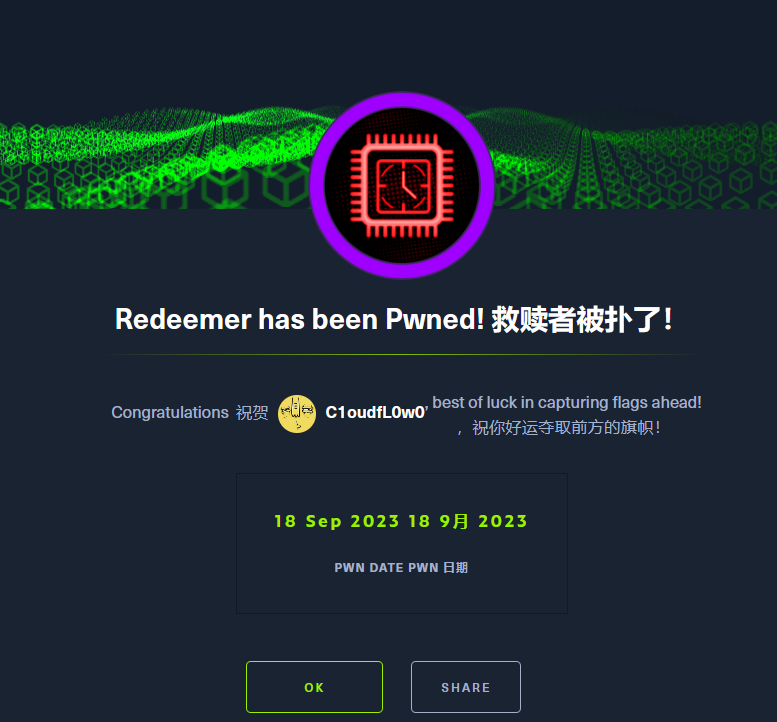 Redeemer has been Pwned! 救赎者被扑了!
Congratulations 祝贺 C1oudfL0w0, best of luck in capturing flags ahead!
，祝你好运夺取前方的旗帜！
18 Sep 2023 18 9月 2023
PWN DATE PWN 日期
OK SHARE